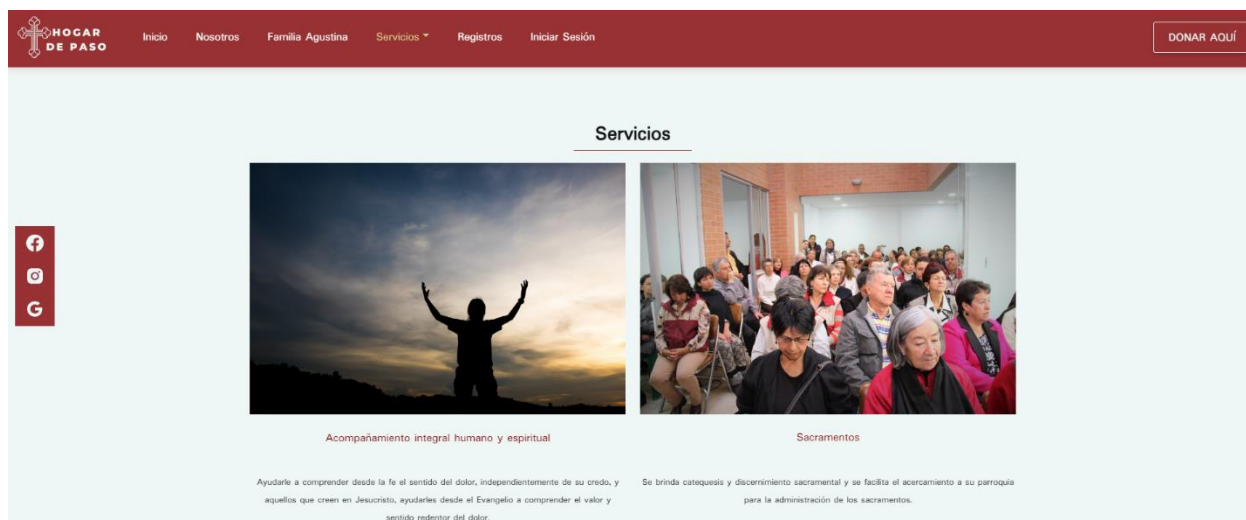 HOGAR
DE PASO
Inicio Nosotros Familia Agustina Servicios Registros Iniciar Sesión
DONAR AQUÍ
Servicios
Acompañamiento integral humano y espiritual
Ayudarle a comprender desde la fe el sentido del dolor, independientemente de su credo, y
aquellos que creen en Jesucristo, ayudarles desde el Evangelio a comprender el valor y
sentido redentor del dolor.
Sacramentos
Se brinda catequesis y discernimiento sacramental y se facilita el acercamiento a su parroquia
para la administración de los sacramentos.